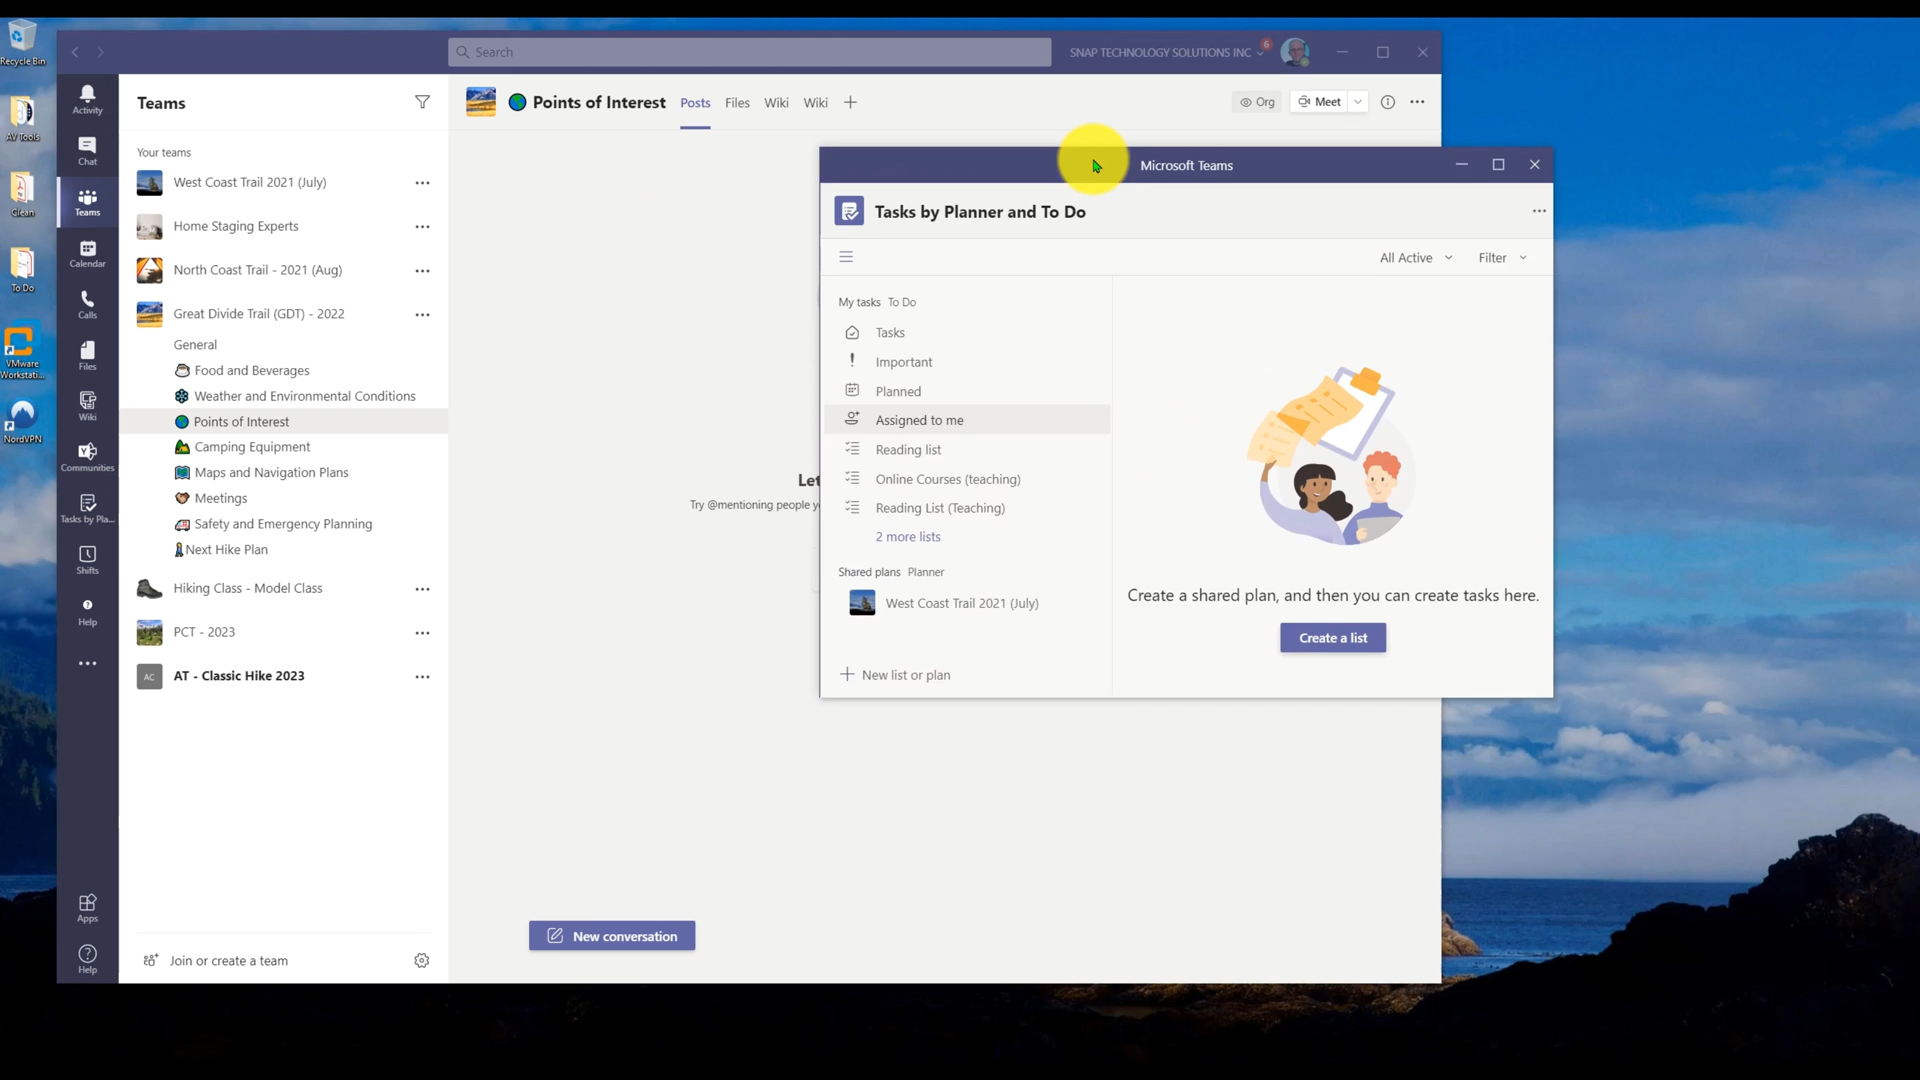 Recycle Bin
AV Tools
Clean
To Do
VMware
Workstati...
NordVPN
Search
SNAP TECHNOLOGY SOLUTIONS INC
6
Activity
Chat
Teams
Calendar
Calls
Files
Wiki
Communities
Tasks by Pla...
Shifts
Help
Apps
Help
Teams
Your teams
West Coast Trail 2021 (July)
Home Staging Experts
North Coast Trail - 2021 (Aug)
Great Divide Trail (GDT) - 2022
General
Food and Beverages
Weather and Environmental Conditions
Points of Interest
Camping Equipment
Maps and Navigation Plans
Meetings
Safety and Emergency Planning
Next Hike Plan
Hiking Class - Model Class
PCT - 2023
AC AT - Classic Hike 2023
Join or create a team
Points of Interest Posts Files Wiki Wiki
Org Meet
Let
Try @mentioning people y
New conversation
Microsoft Teams
Tasks by Planner and To Do
All Active Filter
My tasks To Do
Tasks
Important
Planned
Assigned to me
Reading list
Online Courses (teaching)
Reading List (Teaching)
2 more lists
Shared plans Planner
West Coast Trail 2021 (July)
New list or plan
Create a shared plan, and then you can create tasks here.
Create a list